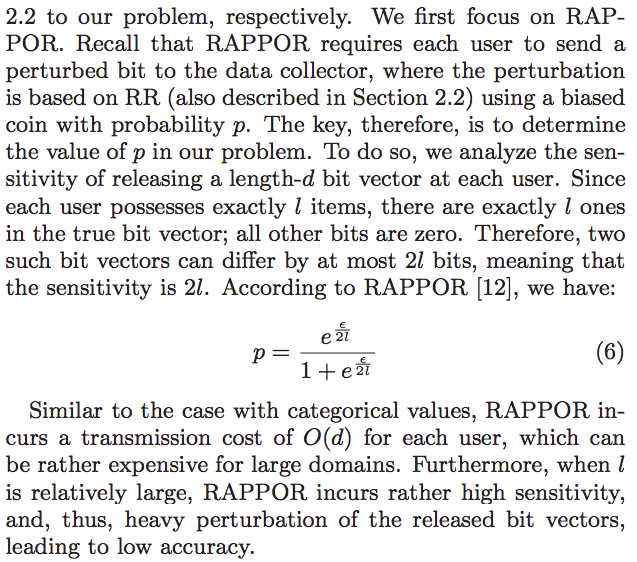 2.2 to our problem, respectively. We first focus on RAP-
POR. Recall that RAPPOR requires each user to send a
perturbed bit to the data collector, where the perturbation
is based on RR (also described in Section 2.2) using a biased
coin with probability p. The key, therefore, is to determine
the value of p in our problem. To do so, we analyze the sen-
sitivity of releasing a length-d bit vector at each user. Since
each user possesses exactly l items, there are exactly l ones
in the true bit vector; all other bits are zero. Therefore, two
such bit vectors can differ by at most 2l bits, meaning that
the sensitivity is 2l. According to RAPPOR [12], we have:
p = \frac{e^{\frac{\epsilon}{2l}}}{1 + e^{\frac{\epsilon}{2l}}} (6)
Similar to the case with categorical values, RAPPOR in-
curs a transmission cost of O(d) for each user, which can
be rather expensive for large domains. Furthermore, when l
is relatively large, RAPPOR incurs rather high sensitivity,
and, thus, heavy perturbation of the released bit vectors,
leading to low accuracy.